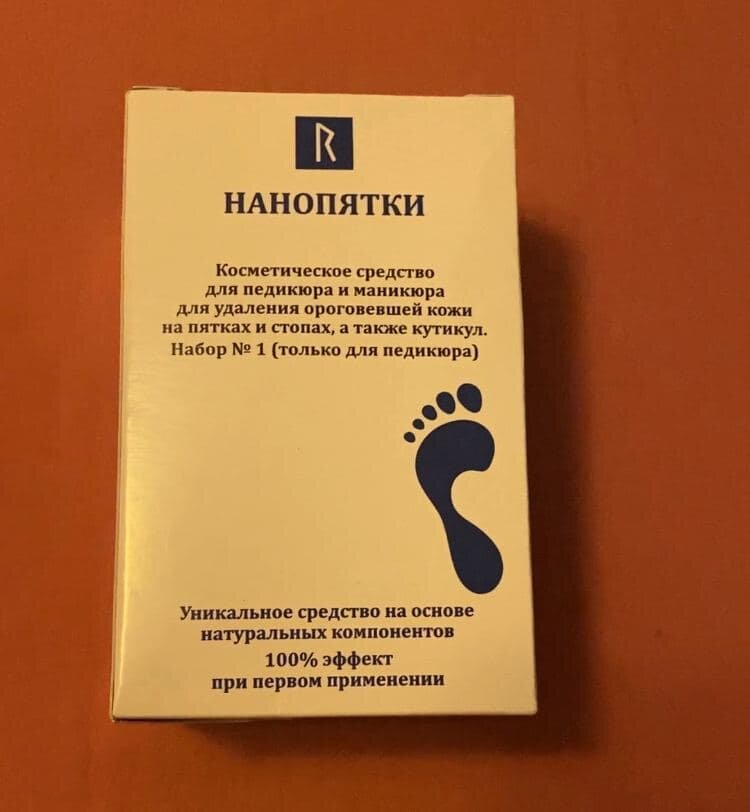 R
НАНОПЯТКИ
Косметическое средство
для педикюра и маникюра
для удаления ороговевшей кожи
на пятках и стопах, а также кутикул.
Набор № 1 (только для педикюра)
Уникальное средство на основе
натуральных компонентов
100% эффект
при первом применении